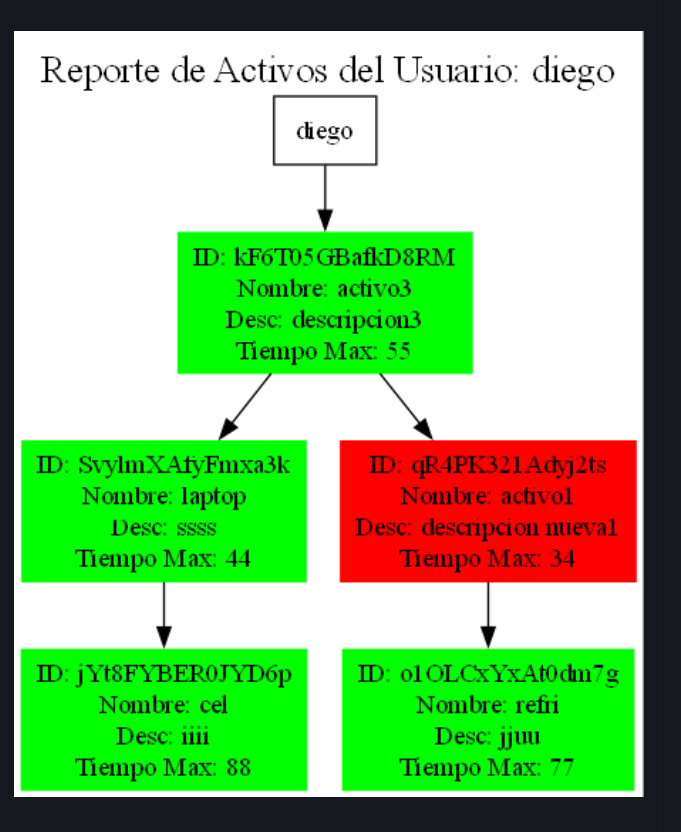 Reporte de Activos del Usuario: diego
diego
ID: kF6T05GBafkD8RM
Nombre: activo3
Desc: descripcion3
Tiempo Max: 55
ID: SvylmXAfyFmxa3k
Nombre: laptop
Desc: ssss
Tiempo Max: 44
ID: qR4PK321Adyj2ts
Nombre: activo1
Desc: descripcion nueva1
Tiempo Max: 34
ID: jYt8FYBER0JYD6p
Nombre: cel
Desc: iiii
Tiempo Max: 88
ID: o1OLCxYxAt0dm7g
Nombre: refri
Desc: jjuu
Tiempo Max: 77